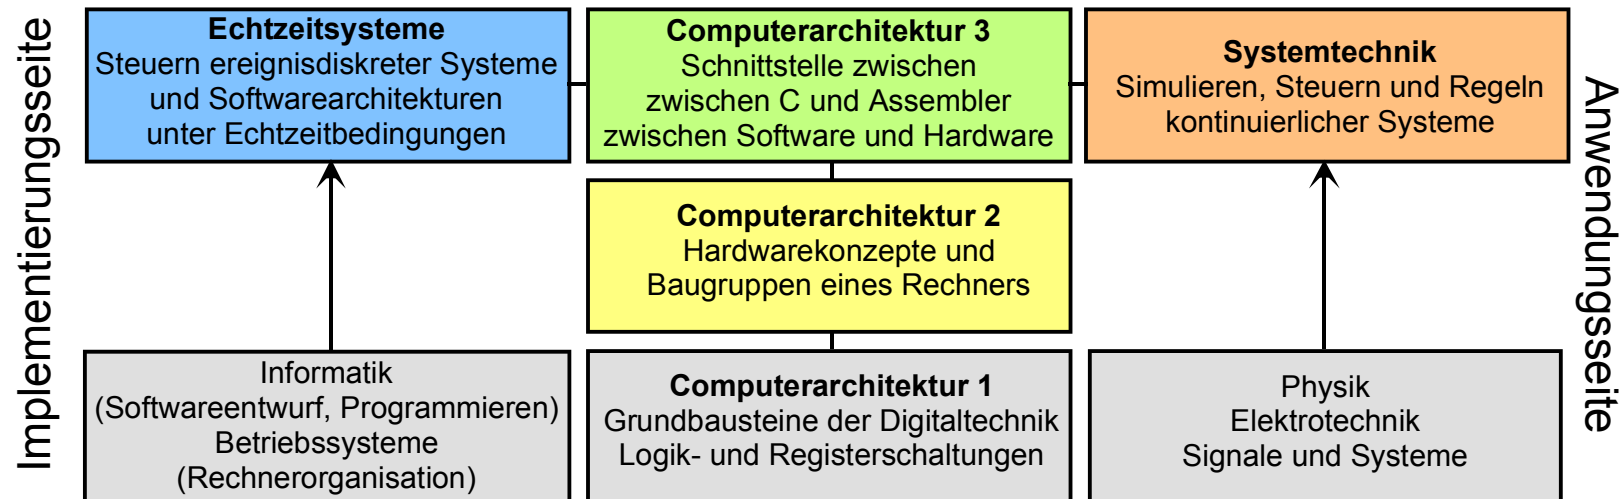 Implementierungsseite
Echtzeitsysteme
Steuern ereignisdiskreter Systeme
und Softwarearchitekturen
unter Echtzeitbedingungen
Computerarchitektur 3
Schnittstelle zwischen
zwischen C und Assembler
zwischen Software und Hardware
Systemtechnik
Simulieren, Steuern und Regeln
kontinuierlicher Systeme
Anwendungsseite
Computerarchitektur 2
Hardwarekonzepte und
Baugruppen eines Rechners
Informatik
(Softwareentwurf, Programmieren)
Betriebssysteme
(Rechnerorganisation)
Computerarchitektur 1
Grundbausteine der Digitaltechnik
Logik- und Registerschaltungen
Physik
Elektrotechnik
Signale und Systeme